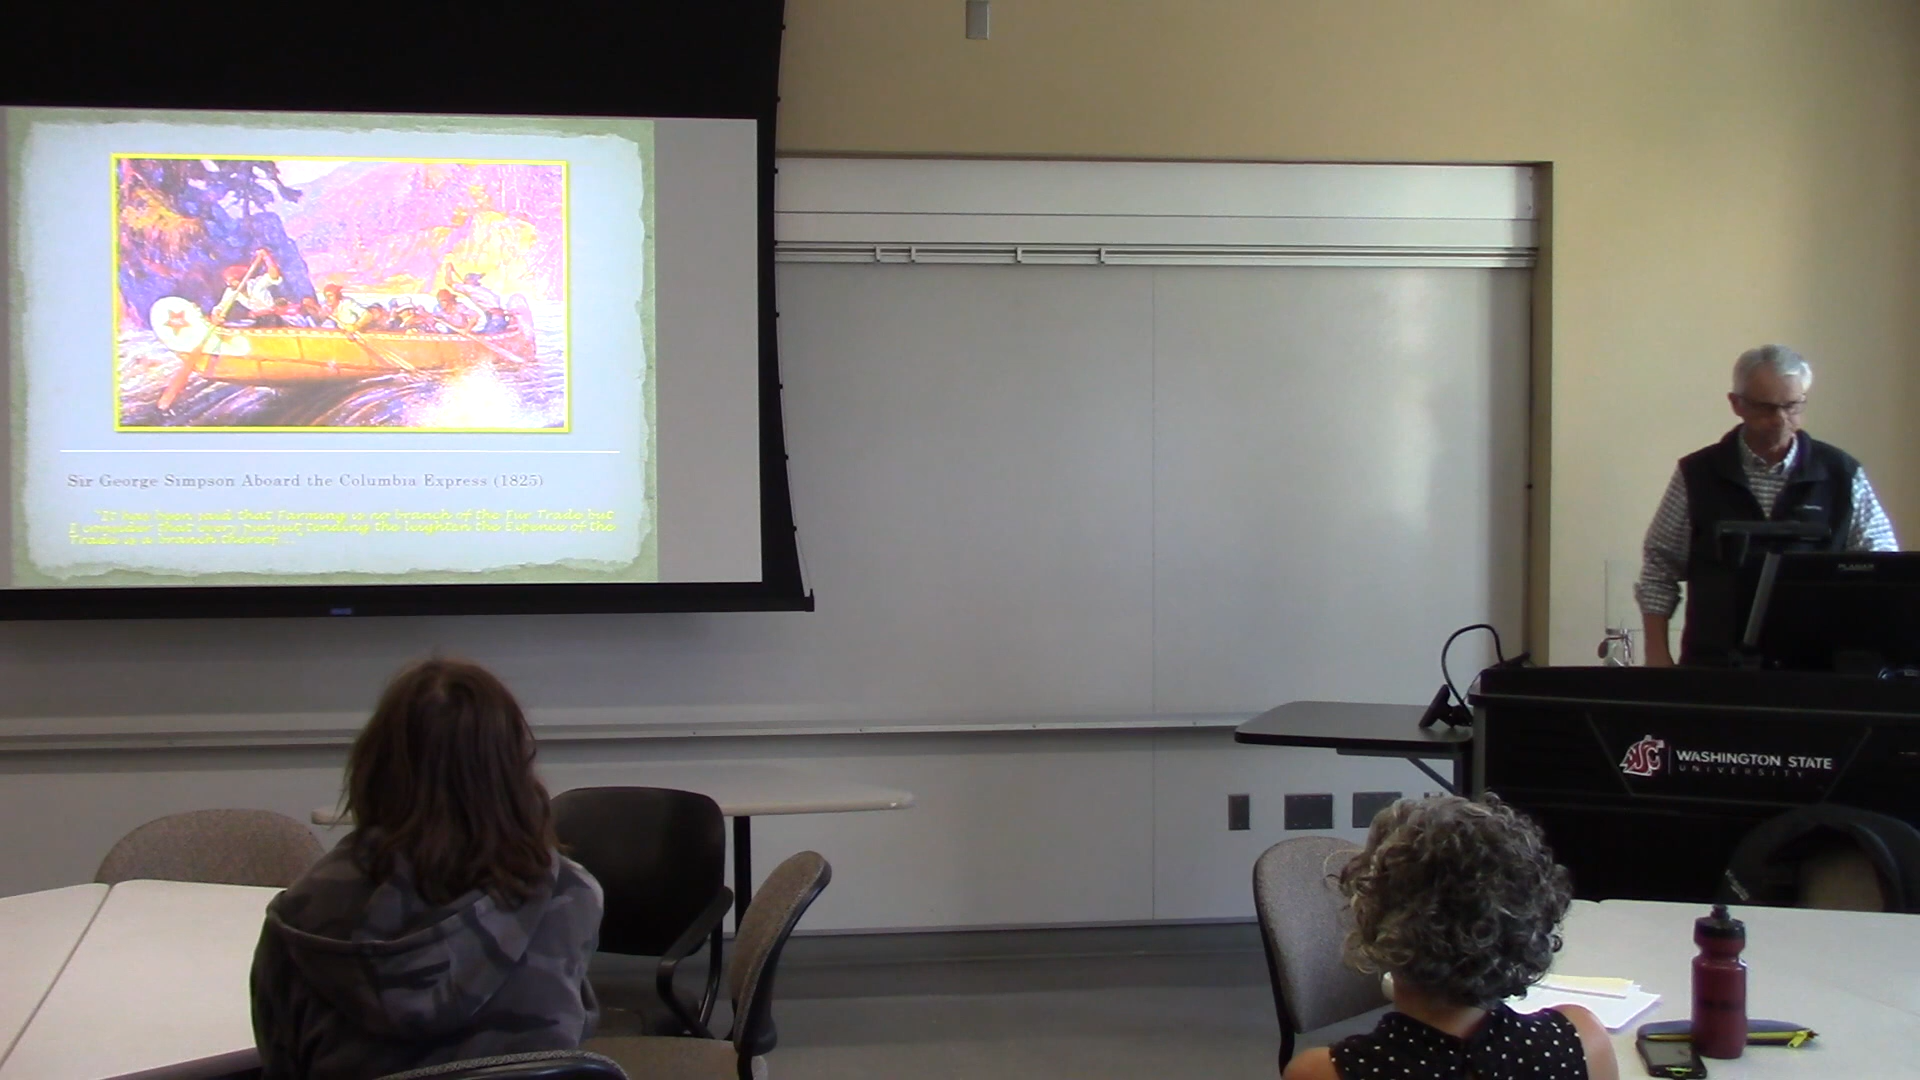 Sir George Simpson Aboard the Columbia Express (1825)
"It has been said that Farming is no branch of the Fur Trade but
I consider that every pursuit tending the leighten the Expence of the
Trade is a branch thereof..."
WASHINGTON STATE
UNIVERSITY